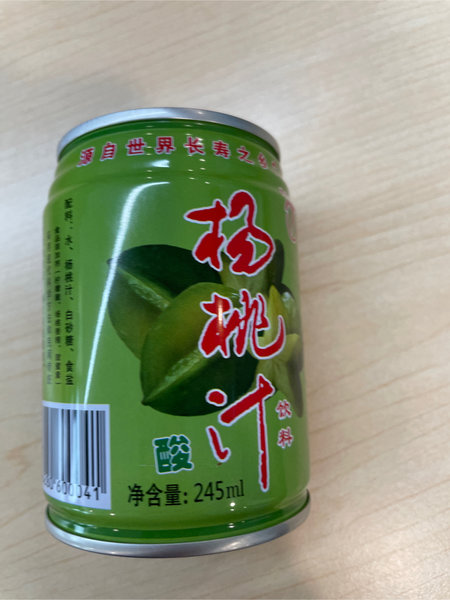 源自世界长寿之乡
配料：水、杨桃汁、白砂糖、食盐
杨桃汁
饮料
酸
净含量：245ml
600041